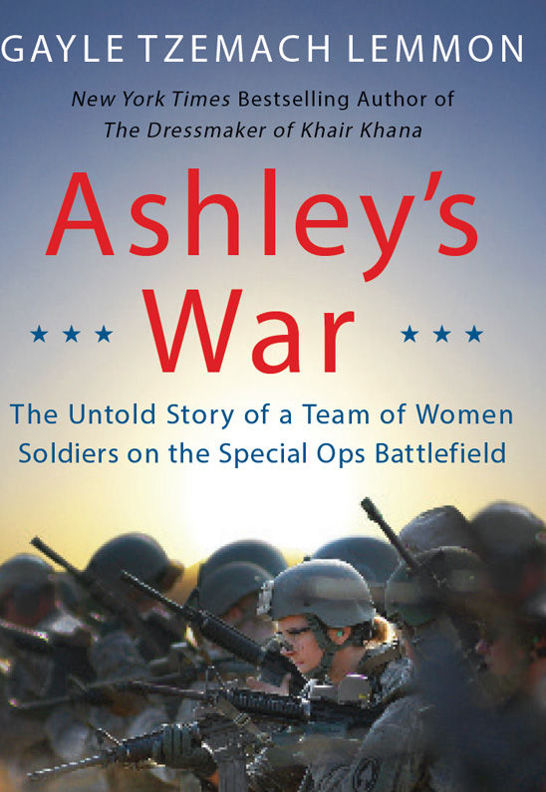 GAYLE TZEMACH LEMMON
New York Times Bestselling Author of
The Dressmaker of Khair Khana
Ashley’s
War
The Untold Story of a Team of Women
Soldiers on the Special Ops Battlefield